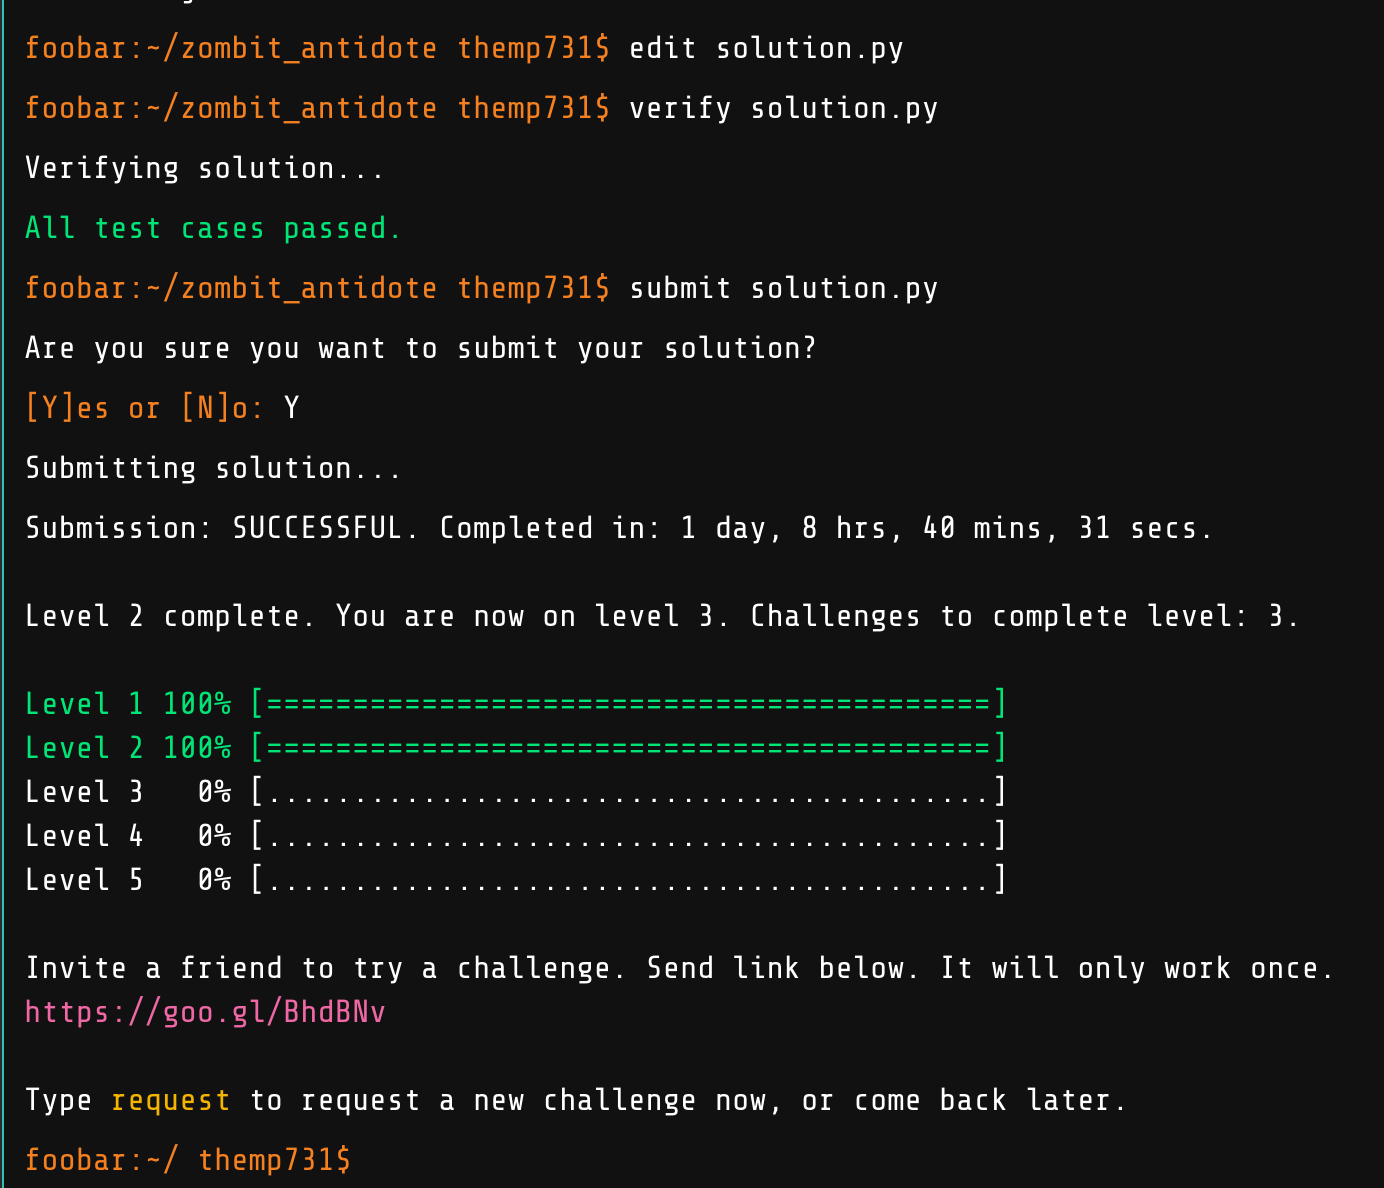 foobar:~/zombit_antidote themp731$ edit solution.py
foobar:~/zombit_antidote themp731$ verify solution.py
Verifying solution...
All test cases passed.
foobar:~/zombit_antidote themp731$ submit solution.py
Are you sure you want to submit your solution?
[Y]es or [N]o: Y
Submitting solution...
Submission: SUCCESSFUL. Completed in: 1 day, 8 hrs, 40 mins, 31 secs.
Level 2 complete. You are now on level 3. Challenges to complete level: 3.
Level 1 100% [==========================================]
Level 2 100% [==========================================]
Level 3   0% [..........................................]
Level 4   0% [..........................................]
Level 5   0% [..........................................]
Invite a friend to try a challenge. Send link below. It will only work once.
https://goo.gl/BhdBNv
Type request to request a new challenge now, or come back later.
foobar:~/ themp731$